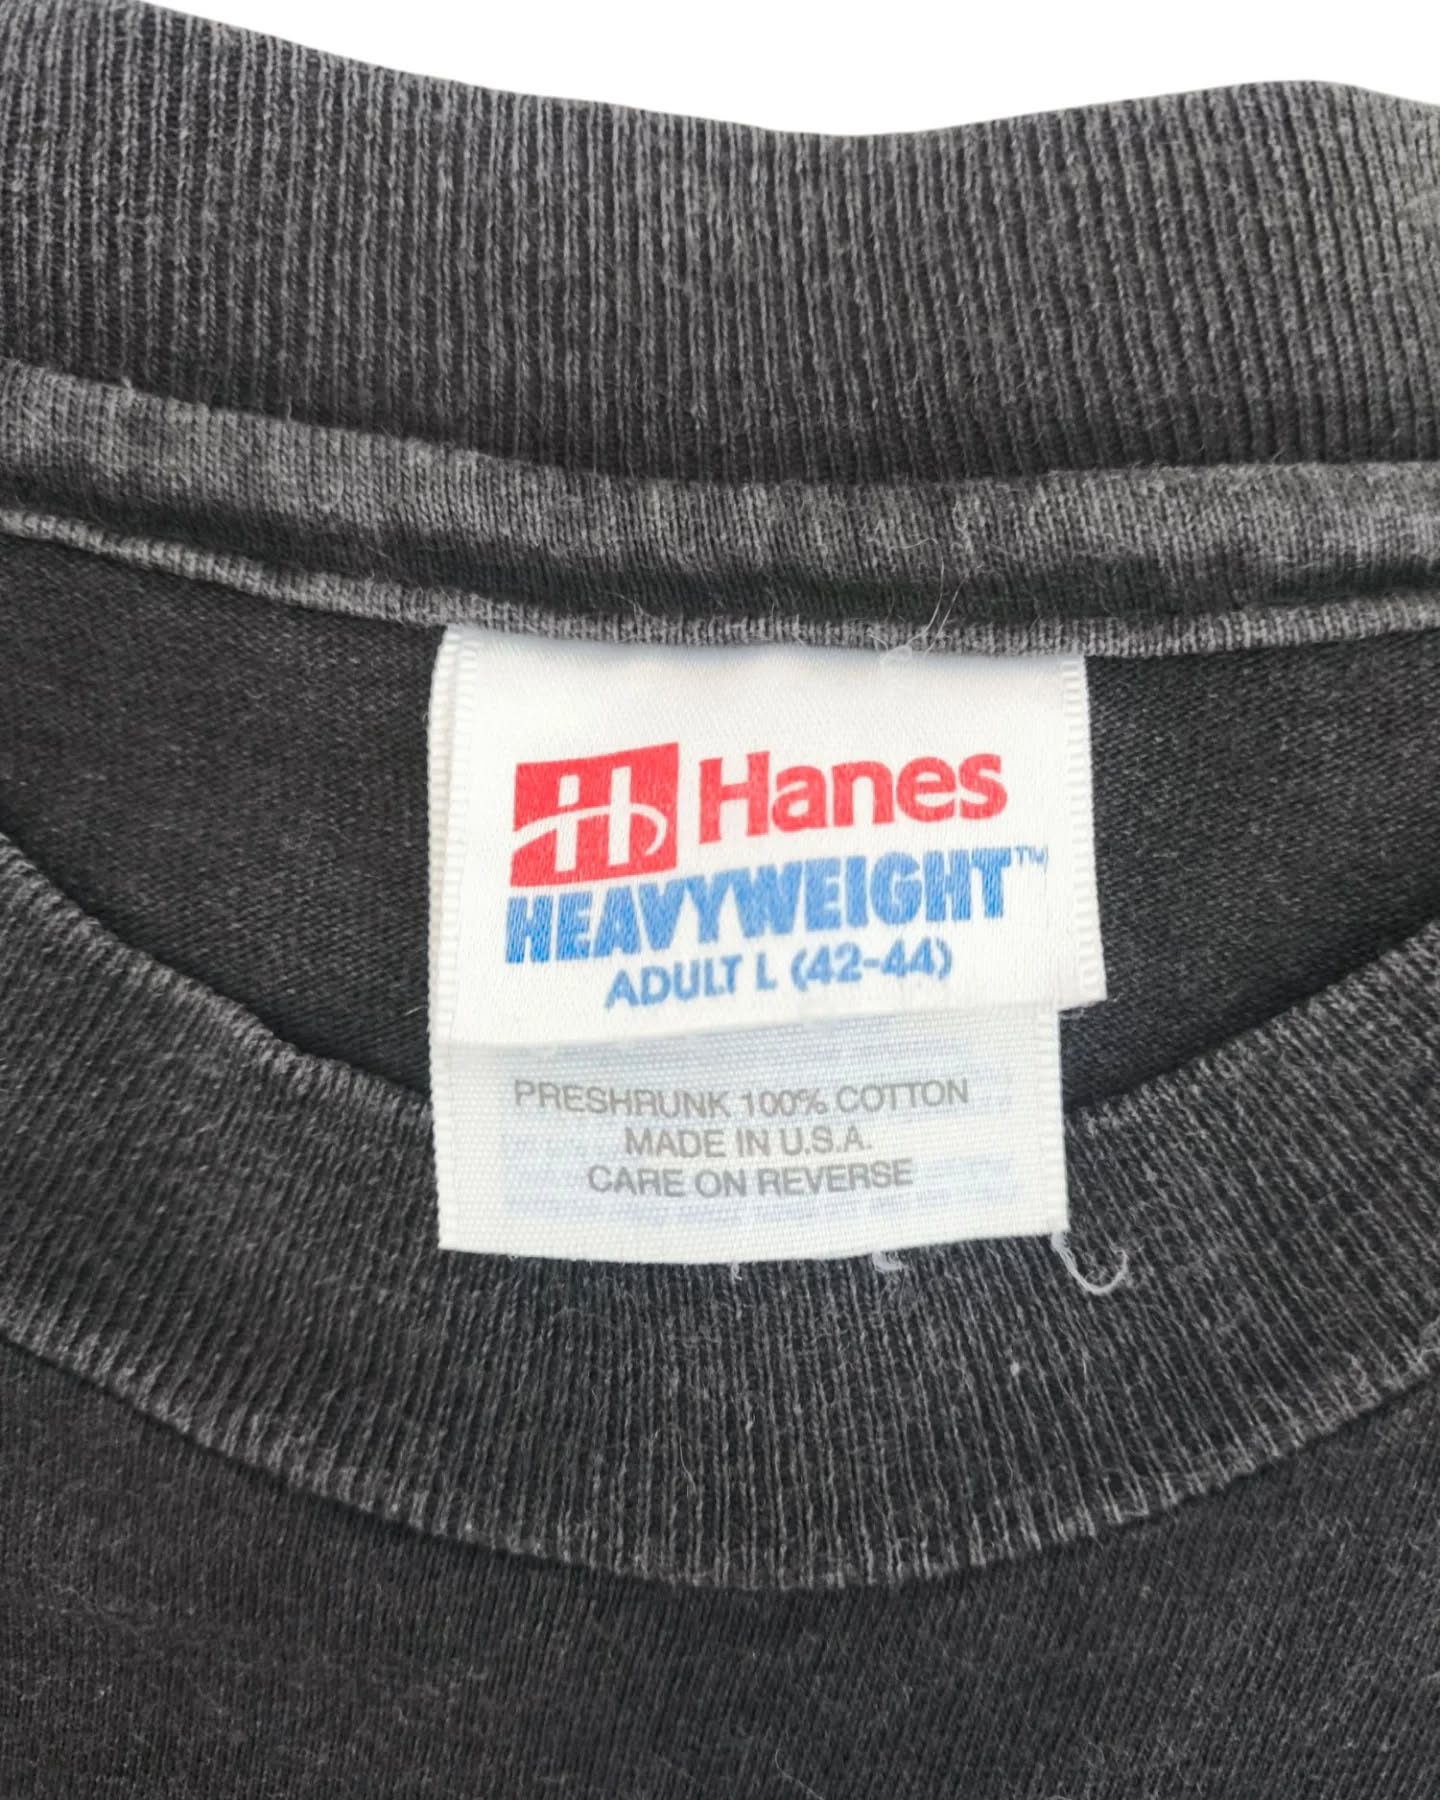 Hanes
HEAVYWEIGHT™
ADULT L (42-44)
PRESHRUNK 100% COTTON
MADE IN U.S.A.
CARE ON REVERSE